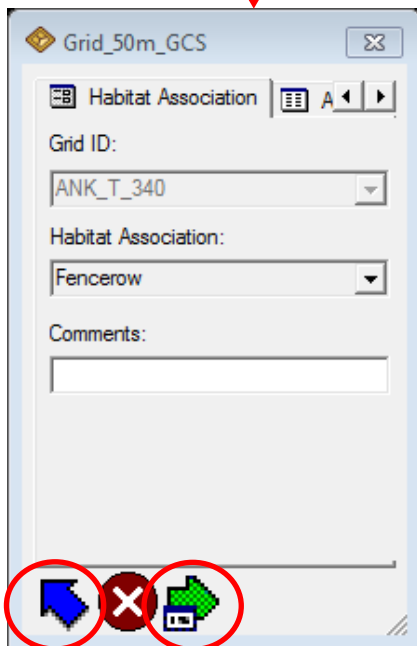 Grid_50m_GCS
Habitat Association
A
Grid ID:
ANK_T_340
Habitat Association:
Fencerow
Comments: